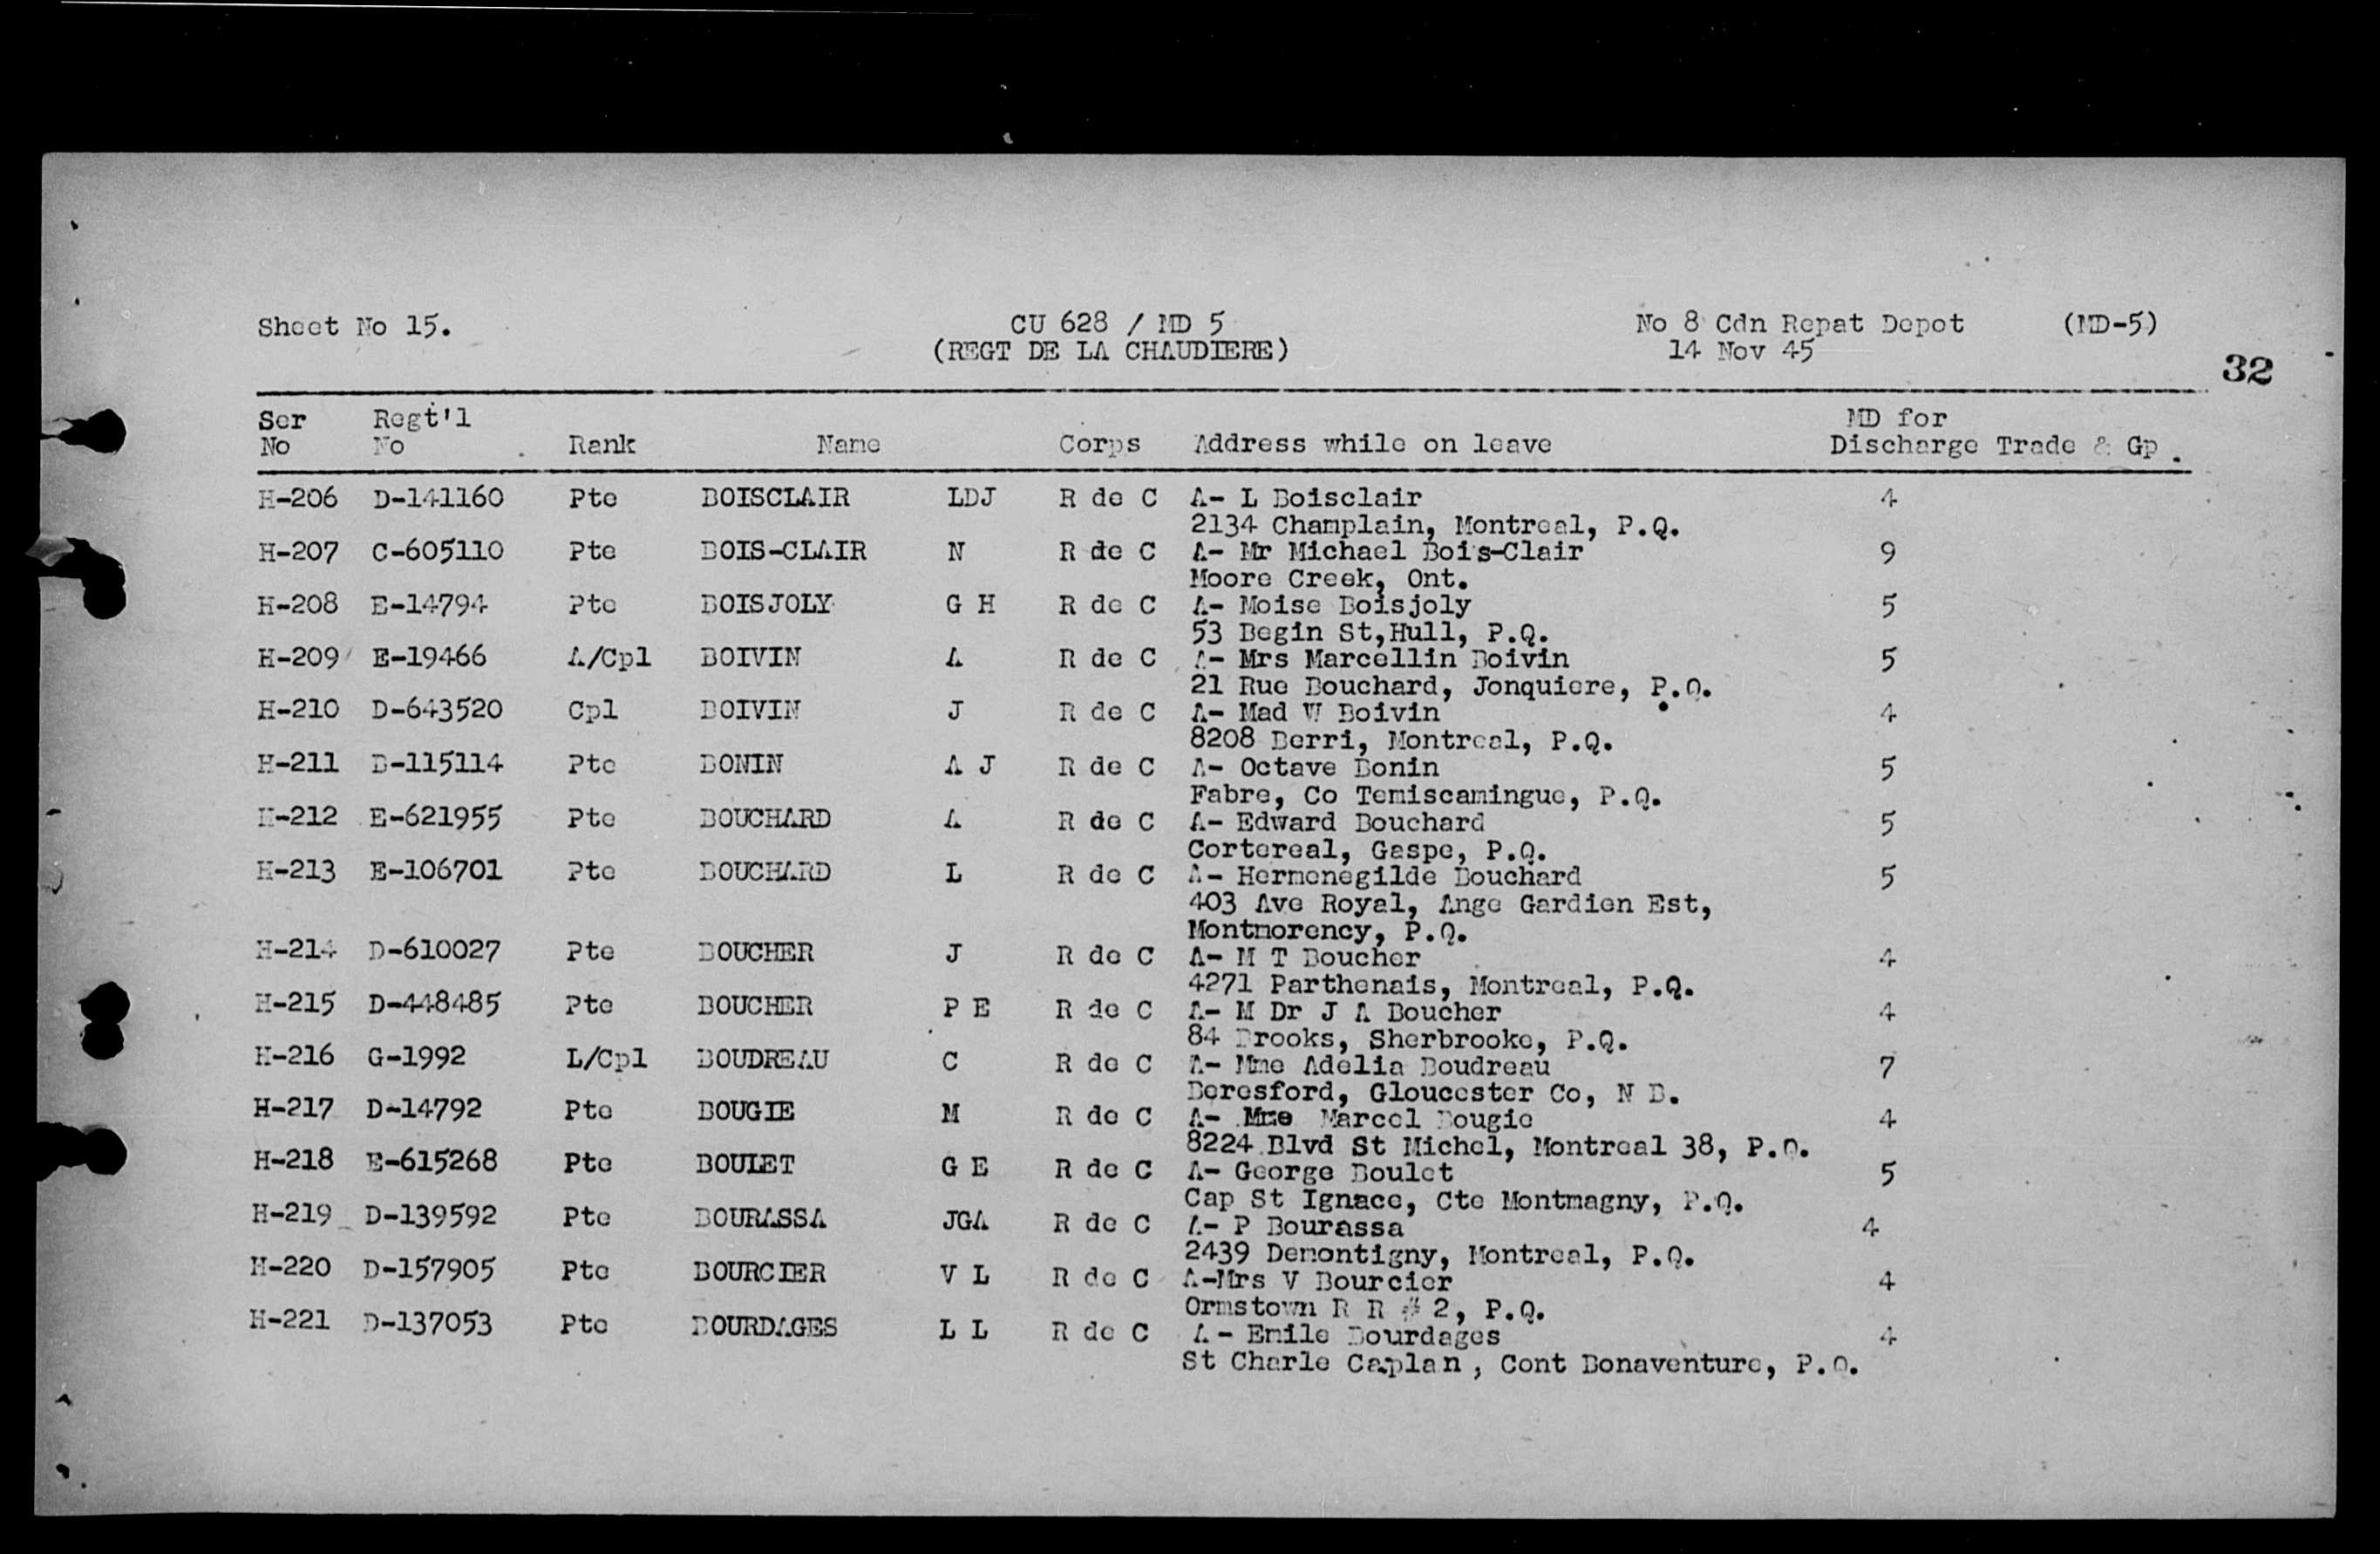 Sheet No 15. CU 628 / MD 5 No 8 Cdn Repat Depot (MD-5)
(REGT DE LA CHAUDIERE) 14 Nov 45
32
Ser Regt'l MD for
No No Rank Name Corps Address while on leave Discharge Trade & Gp.
H-206 D-141160 Pte BOISCLAIR LDJ R de C A- L Boisclair 4
2134 Champlain, Montreal, P.Q.
H-207 C-605110 Pte BOIS-CLAIR N R de C A- Mr Michael Bois-Clair 9
Moore Creek, Ont.
H-208 E-14794 Pte BOISJOLY G H R de C A- Moise Boisjoly 5
53 Begin St,Hull, P.Q.
H-209 E-19466 A/Cpl BOIVIN A R de C A- Mrs Marcellin Boivin 5
21 Rue Bouchard, Jonquiere, P.Q.
H-210 D-643520 Cpl BOIVIN J R de C A- Mad W Boivin 4
8208 Berri, Montreal, P.Q.
H-211 B-115114 Pte BONIN A J R de C A- Octave Bonin 5
Fabre, Co Temiscamingue, P.Q.
H-212 E-621955 Pte BOUCHARD A R de C A- Edward Bouchard 5
Cortereal, Gaspe, P.Q.
H-213 E-106701 Pte BOUCHARD L R de C A- Hermenegilde Bouchard 5
403 Ave Royal, Ange Gardien Est,
Montmorency, P.Q.
H-214 D-610027 Pte BOUCHER J R de C A- M T Boucher 4
4271 Parthenais, Montreal, P.Q.
H-215 D-448485 Pte BOUCHER P E R de C A- M Dr J A Boucher 4
84 Brooks, Sherbrooke, P.Q.
H-216 G-1992 L/Cpl BOUDREAU C R de C A- Mme Adelia Boudreau 7
Beresford, Gloucester Co, N B.
H-217 D-14792 Pte BOUGIE M R de C A- Mme Marcel Bougie 4
8224 Blvd St Michel, Montreal 38, P.Q.
H-218 E-615268 Pte BOULET G E R de C A- George Boulet 5
Cap St Ignace, Cte Montmagny, P.Q.
H-219 D-139592 Pte BOURASSA JGA R de C A- P Bourassa 4
2439 Demontigny, Montreal, P.Q.
H-220 D-157905 Pte BOURCIER V L R de C A-Mrs V Bourcier 4
Ormstown R R # 2, P.Q.
H-221 D-137053 Pte BOURDAGES L L R de C A - Emile Bourdages 4
St Charle Caplan , Cont Bonaventure, P.Q.